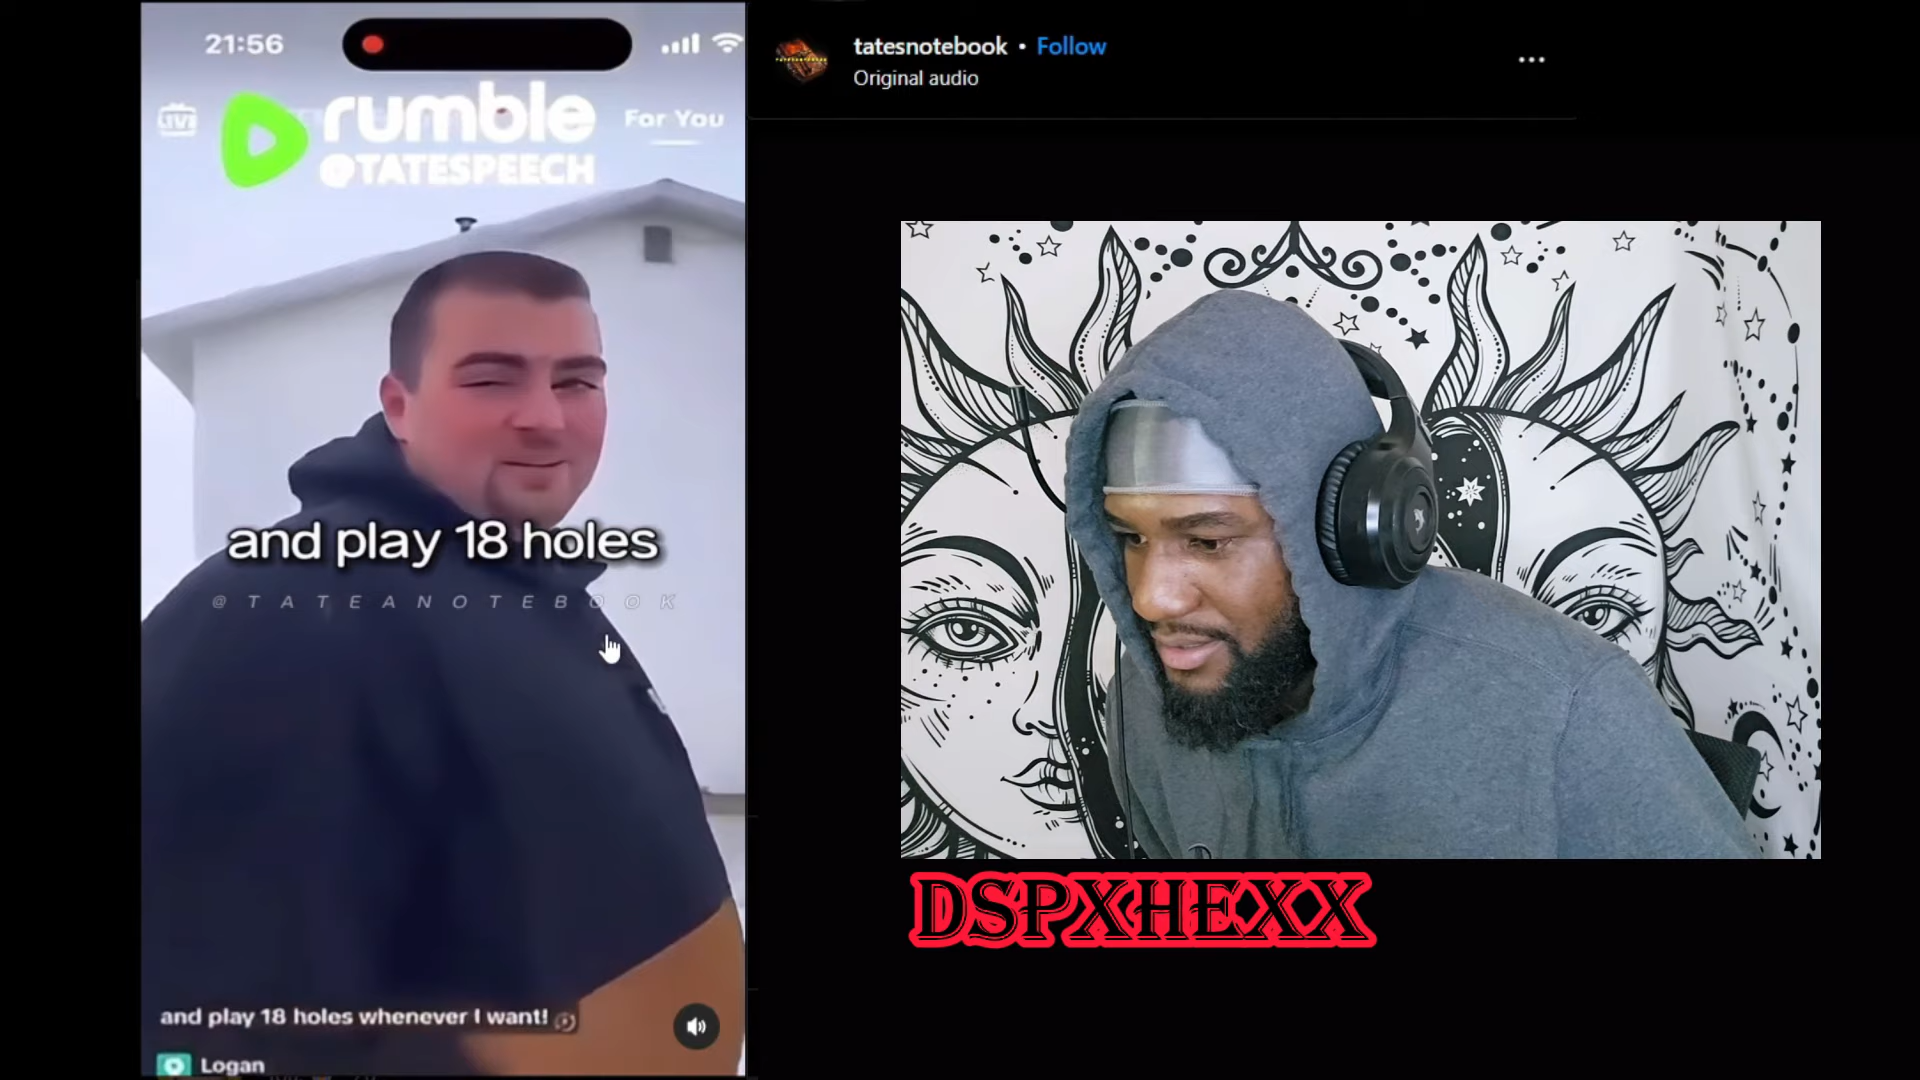 21:56
LIVE
rumble
For You
@TATESPEECH
and play 18 holes
@TATEANOTEBOOK
and play 18 holes whenever I want!
Logan
tatesnotebook • Follow
Original audio
DSPXHEXX